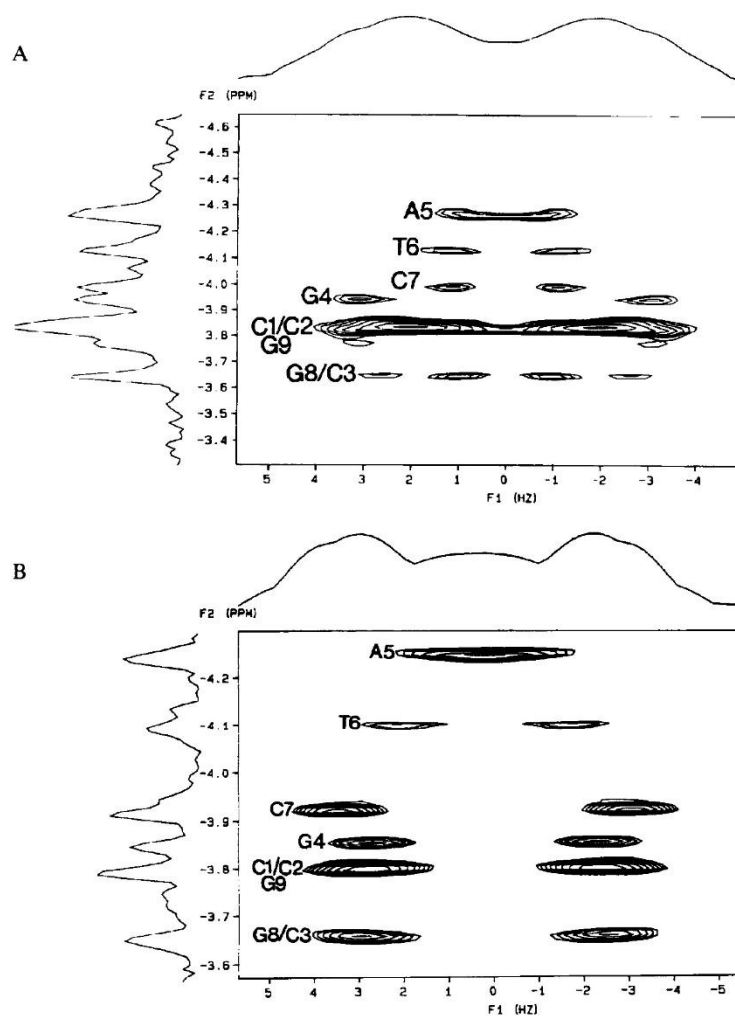 A
F2 (PPM)
-4.6
-4.5
-4.4
-4.3
-4.2
-4.1
-4.0
-3.9
-3.8
-3.7
-3.6
-3.5
-3.4
A5
T6
C7
G4
C1/C2
G9
G8/C3
5 4 3 2 1 0 -1 -2 -3 -4
F1 (HZ)
B
F2 (PPM)
-4.2
-4.1
-4.0
-3.9
-3.8
-3.7
-3.6
A5
T6
C7
G4
C1/C2
G9
G8/C3
5 4 3 2 1 0 -1 -2 -3 -4 -5
F1 (HZ)